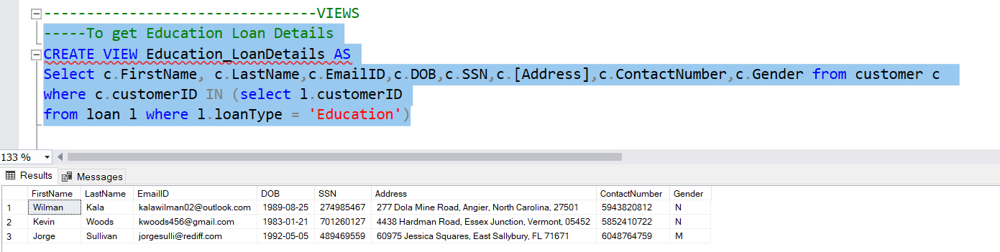 --------------------------------VIEWS
-----To get Education Loan Details
CREATE VIEW Education_LoanDetails AS
Select c.FirstName, c.LastName,c.EmailID,c.DOB,c.SSN,c.[Address],c.ContactNumber,c.Gender from customer c
where c.customerID IN (select l.customerID
from loan l where l.loanType = 'Education')
133 %
Results Messages
FirstName LastName EmailID DOB SSN Address ContactNumber Gender
1 Wilman Kala kalawilman02@outlook.com 1989-08-25 274985467 277 Dola Mine Road, Angier, North Carolina, 27501 5943820812 N
2 Kevin Woods kwoods456@gmail.com 1983-01-21 701260127 4438 Hardman Road, Essex Junction, Vermont, 05452 5852410722 N
3 Jorge Sullivan jorgesulli@rediff.com 1992-05-05 489469559 60975 Jessica Squares, East Sallybury, FL 71671 6048764759 M